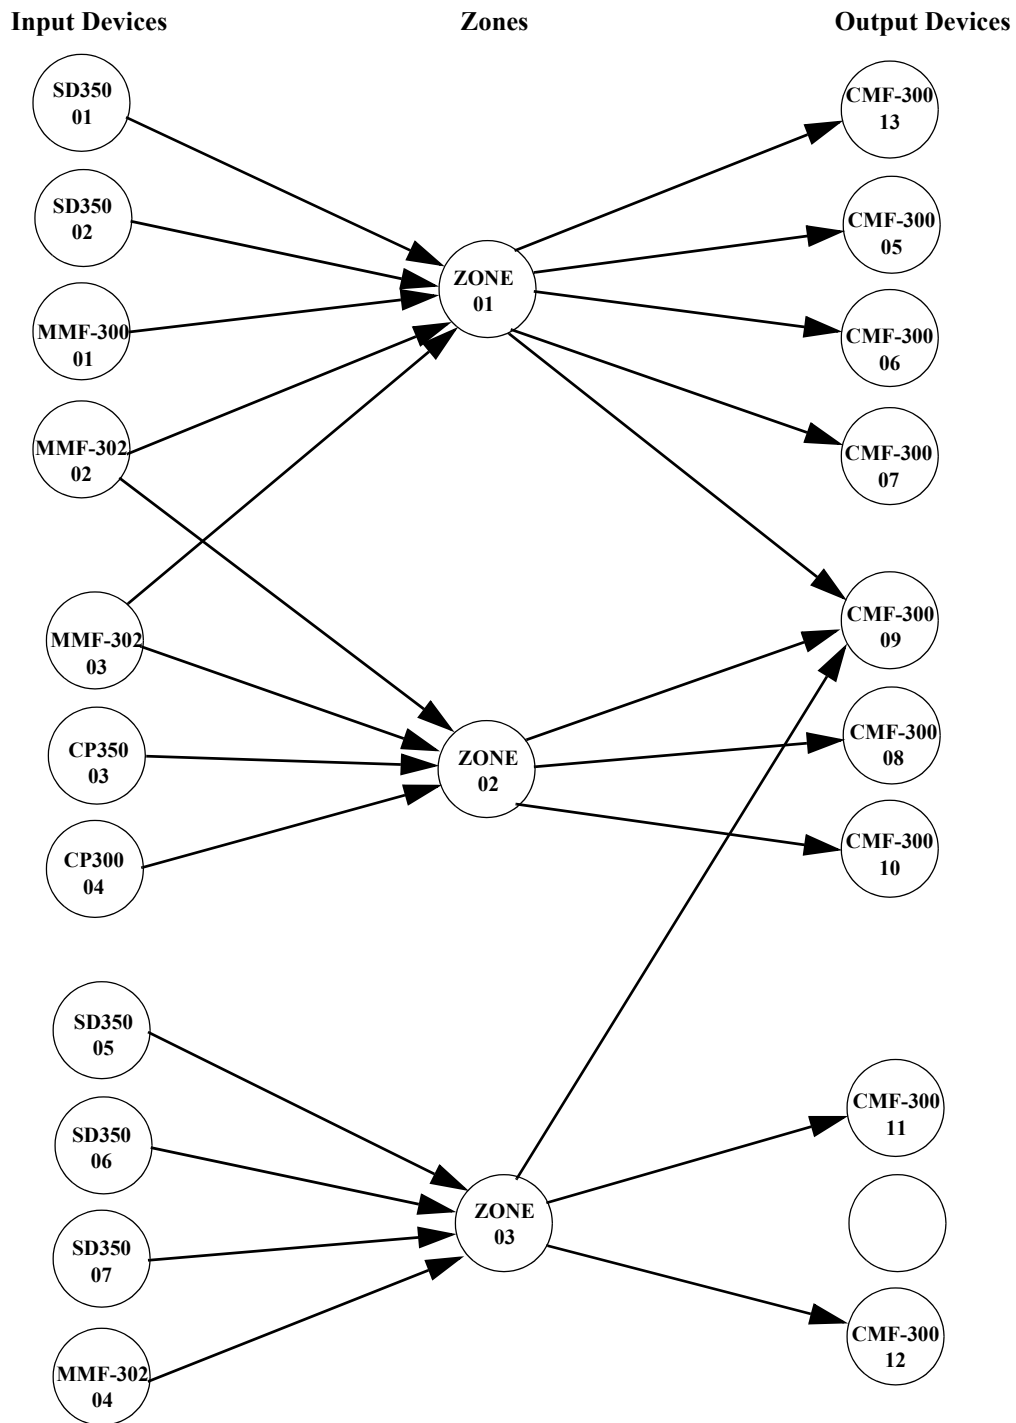 Input Devices
Zones
Output Devices
SD350
01
SD350
02
MMF-300
01
MMF-302
02
MMF-302
03
CP350
03
CP300
04
SD350
05
SD350
06
SD350
07
MMF-302
04
ZONE
01
ZONE
02
ZONE
03
CMF-300
13
CMF-300
05
CMF-300
06
CMF-300
07
CMF-300
09
CMF-300
08
CMF-300
10
CMF-300
11
CMF-300
12